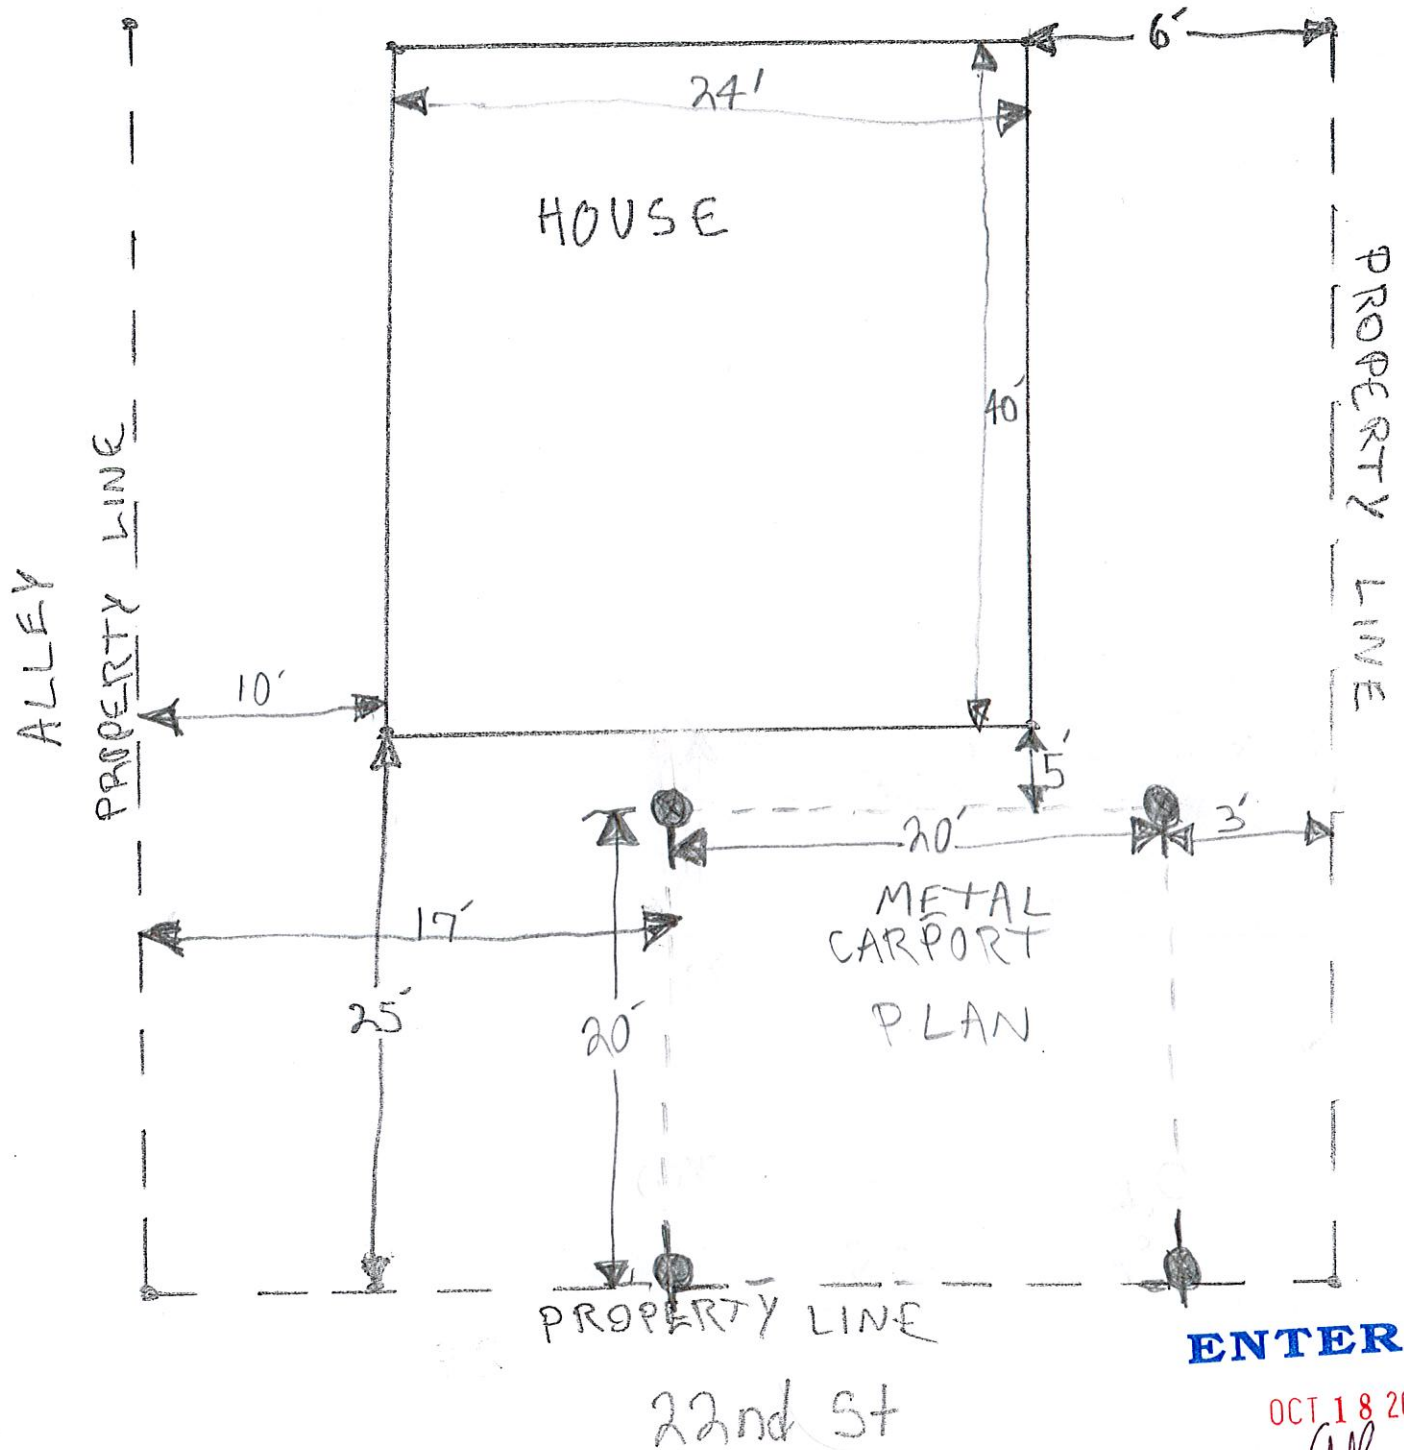 6'
24'
HOUSE
40'
PROPERTY LINE
PROPERTY LINE
ALLEY
10'
5'
20'
3'
METAL
CARPORT
PLAN
17'
25'
20'
PROPERTY LINE
22nd St
ENTER
OCT 18 20